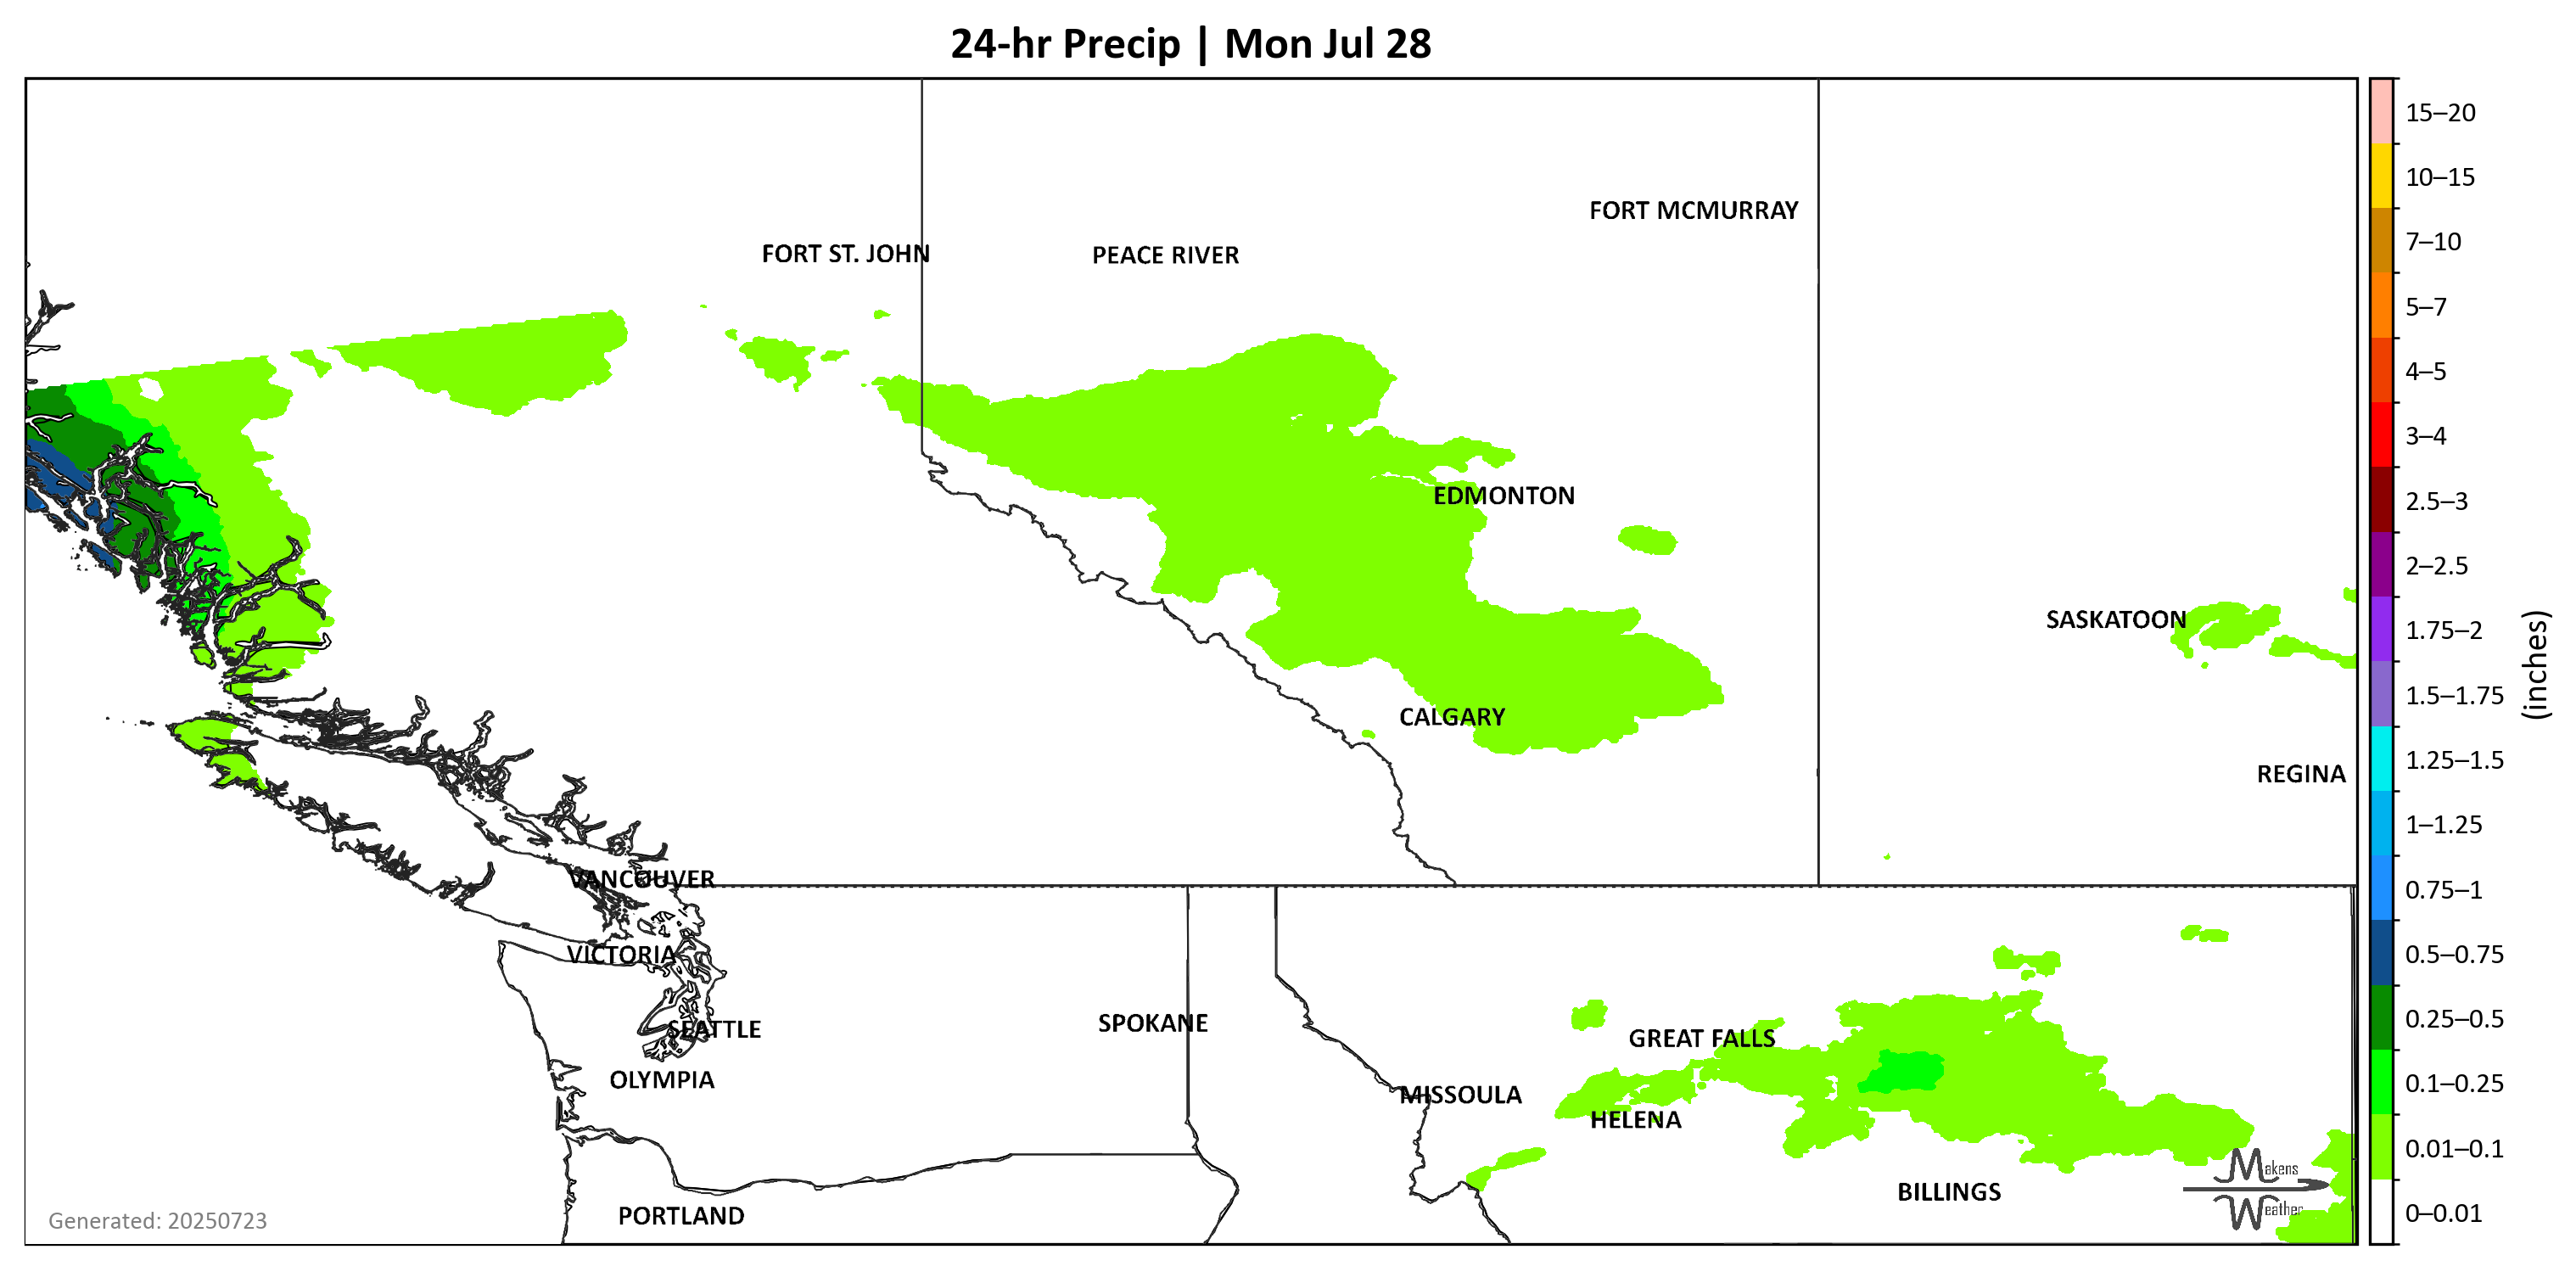 24-hr Precip | Mon Jul 28
15–20
10–15
7–10
5–7
4–5
3–4
2.5–3
2–2.5
1.75–2
1.5–1.75
1.25–1.5
1–1.25
0.75–1
0.5–0.75
0.25–0.5
0.1–0.25
0.01–0.1
0–0.01
(inches)
FORT MCMURRAY
FORT ST. JOHN
PEACE RIVER
EDMONTON
SASKATOON
CALGARY
REGINA
VANCOUVER
VICTORIA
SPOKANE
SEATTLE
GREAT FALLS
OLYMPIA
MISSOULA
HELENA
BILLINGS
PORTLAND
Makens
Weather
Generated: 20250723